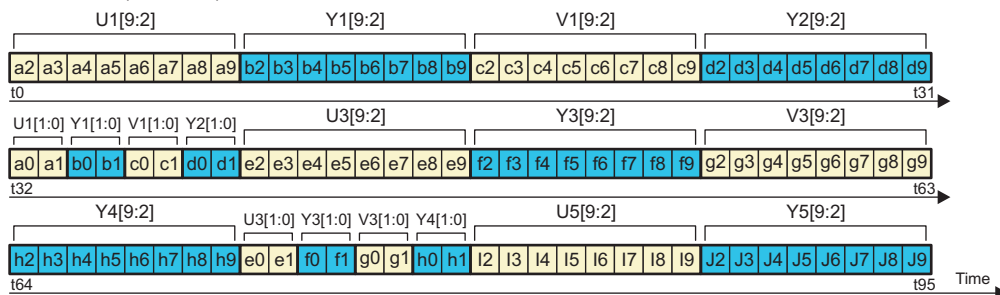 U1[9:2] Y1[9:2] V1[9:2] Y2[9:2]
a2 a3 a4 a5 a6 a7 a8 a9 b2 b3 b4 b5 b6 b7 b8 b9 c2 c3 c4 c5 c6 c7 c8 c9 d2 d3 d4 d5 d6 d7 d8 d9
t0 t31
U1[1:0] Y1[1:0] V1[1:0] Y2[1:0] U3[9:2] Y3[9:2] V3[9:2]
a0 a1 b0 b1 c0 c1 d0 d1 e2 e3 e4 e5 e6 e7 e8 e9 f2 f3 f4 f5 f6 f7 f8 f9 g2 g3 g4 g5 g6 g7 g8 g9
t32 t63
Y4[9:2] U3[1:0] Y3[1:0] V3[1:0] Y4[1:0] U5[9:2] Y5[9:2]
h2 h3 h4 h5 h6 h7 h8 h9 e0 e1 f0 f1 g0 g1 h0 h1 I2 I3 I4 I5 I6 I7 I8 I9 J2 J3 J4 J5 J6 J7 J8 J9
t64 t95 Time